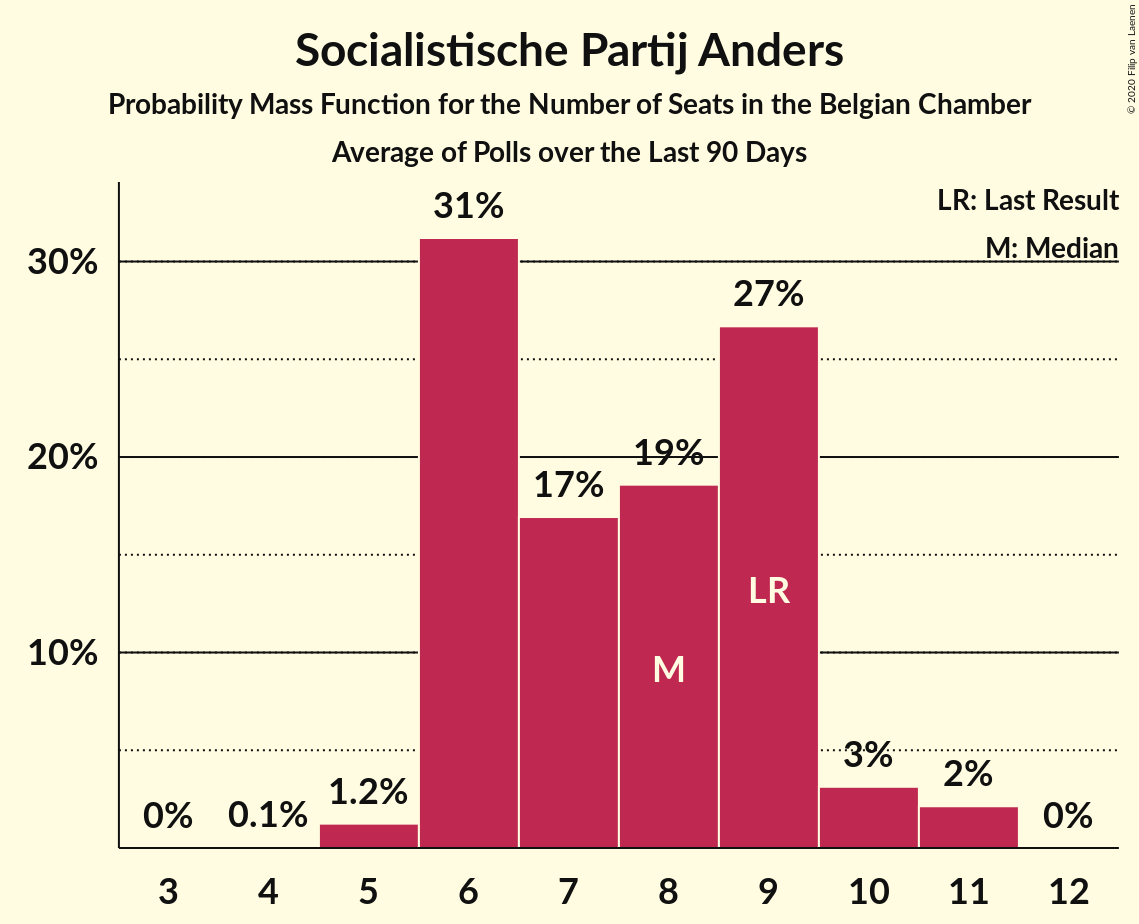 Socialistische Partij Anders
Probability Mass Function for the Number of Seats in the Belgian Chamber
Average of Polls over the Last 90 Days
© 2020 Filip van Laenen
LR: Last Result
M: Median
31%
30%
27%
20%
19%
17%
LR
10%
M
3%
2%
1.2%
0%
0.1%
0%
3 4 5 6 7 8 9 10 11 12